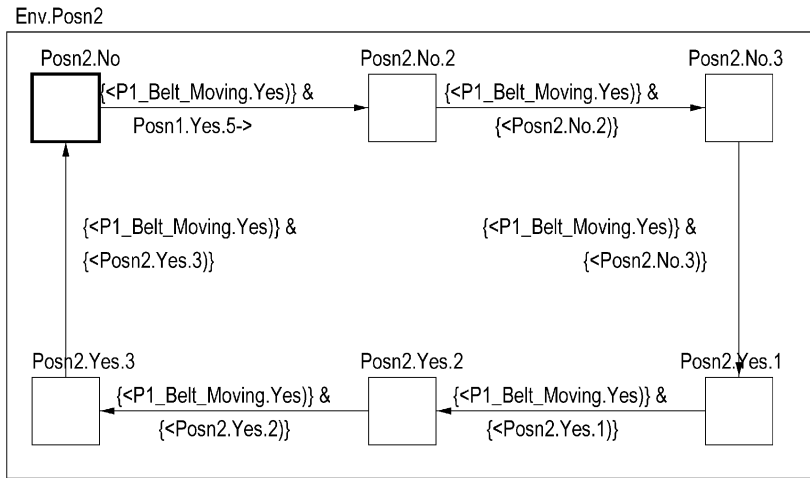 Env.Posn2
Posn2.No
Posn2.No.2
Posn2.No.3
{<P1_Belt_Moving.Yes)} &
Posn1.Yes.5->
{<P1_Belt_Moving.Yes)} &
{<Posn2.No.2)}
{<P1_Belt_Moving.Yes)} &
{<Posn2.Yes.3)}
{<P1_Belt_Moving.Yes)} &
{<Posn2.No.3)}
Posn2.Yes.3
Posn2.Yes.2
Posn2.Yes.1
{<P1_Belt_Moving.Yes)} &
{<Posn2.Yes.2)}
{<P1_Belt_Moving.Yes)} &
{<Posn2.Yes.1)}